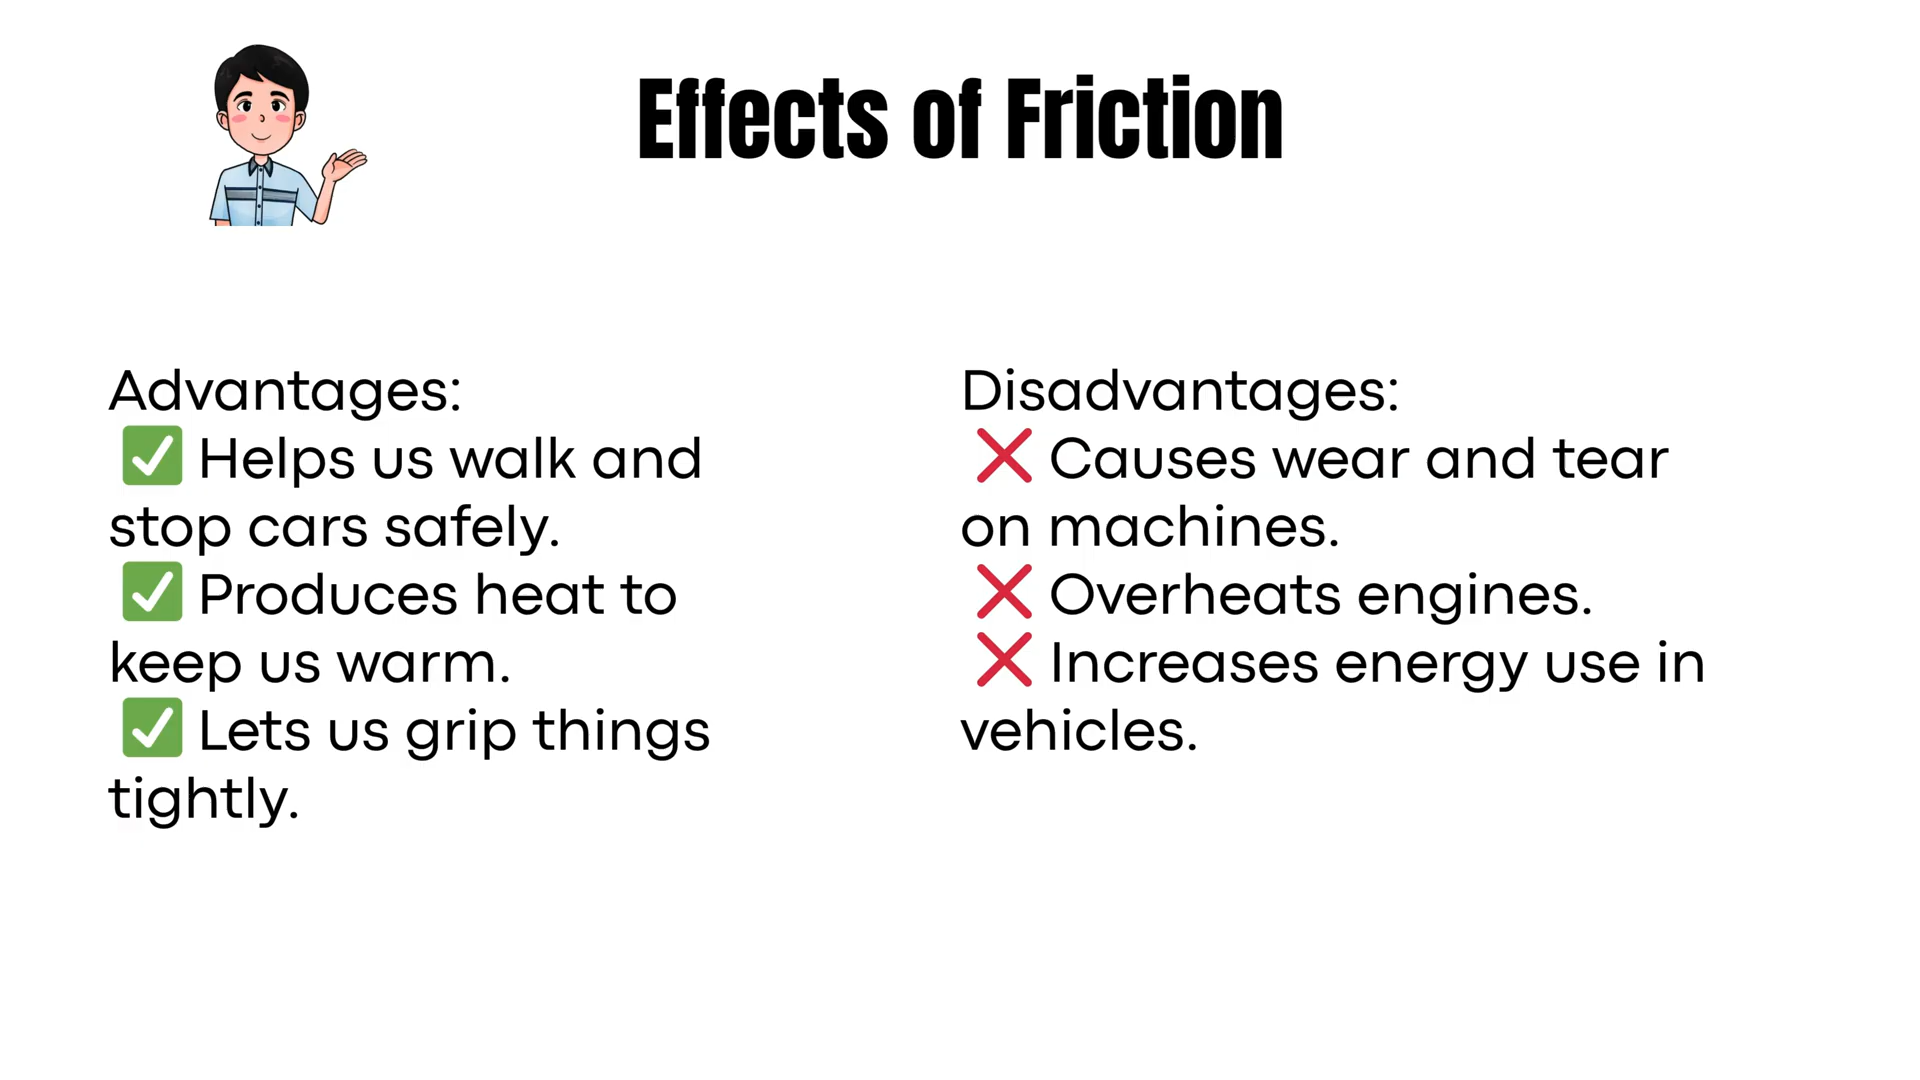 Effects of Friction
Advantages:
✅ Helps us walk and
stop cars safely.
✅ Produces heat to
keep us warm.
✅ Lets us grip things
tightly.
Disadvantages:
❌ Causes wear and tear
on machines.
❌ Overheats engines.
❌ Increases energy use in
vehicles.